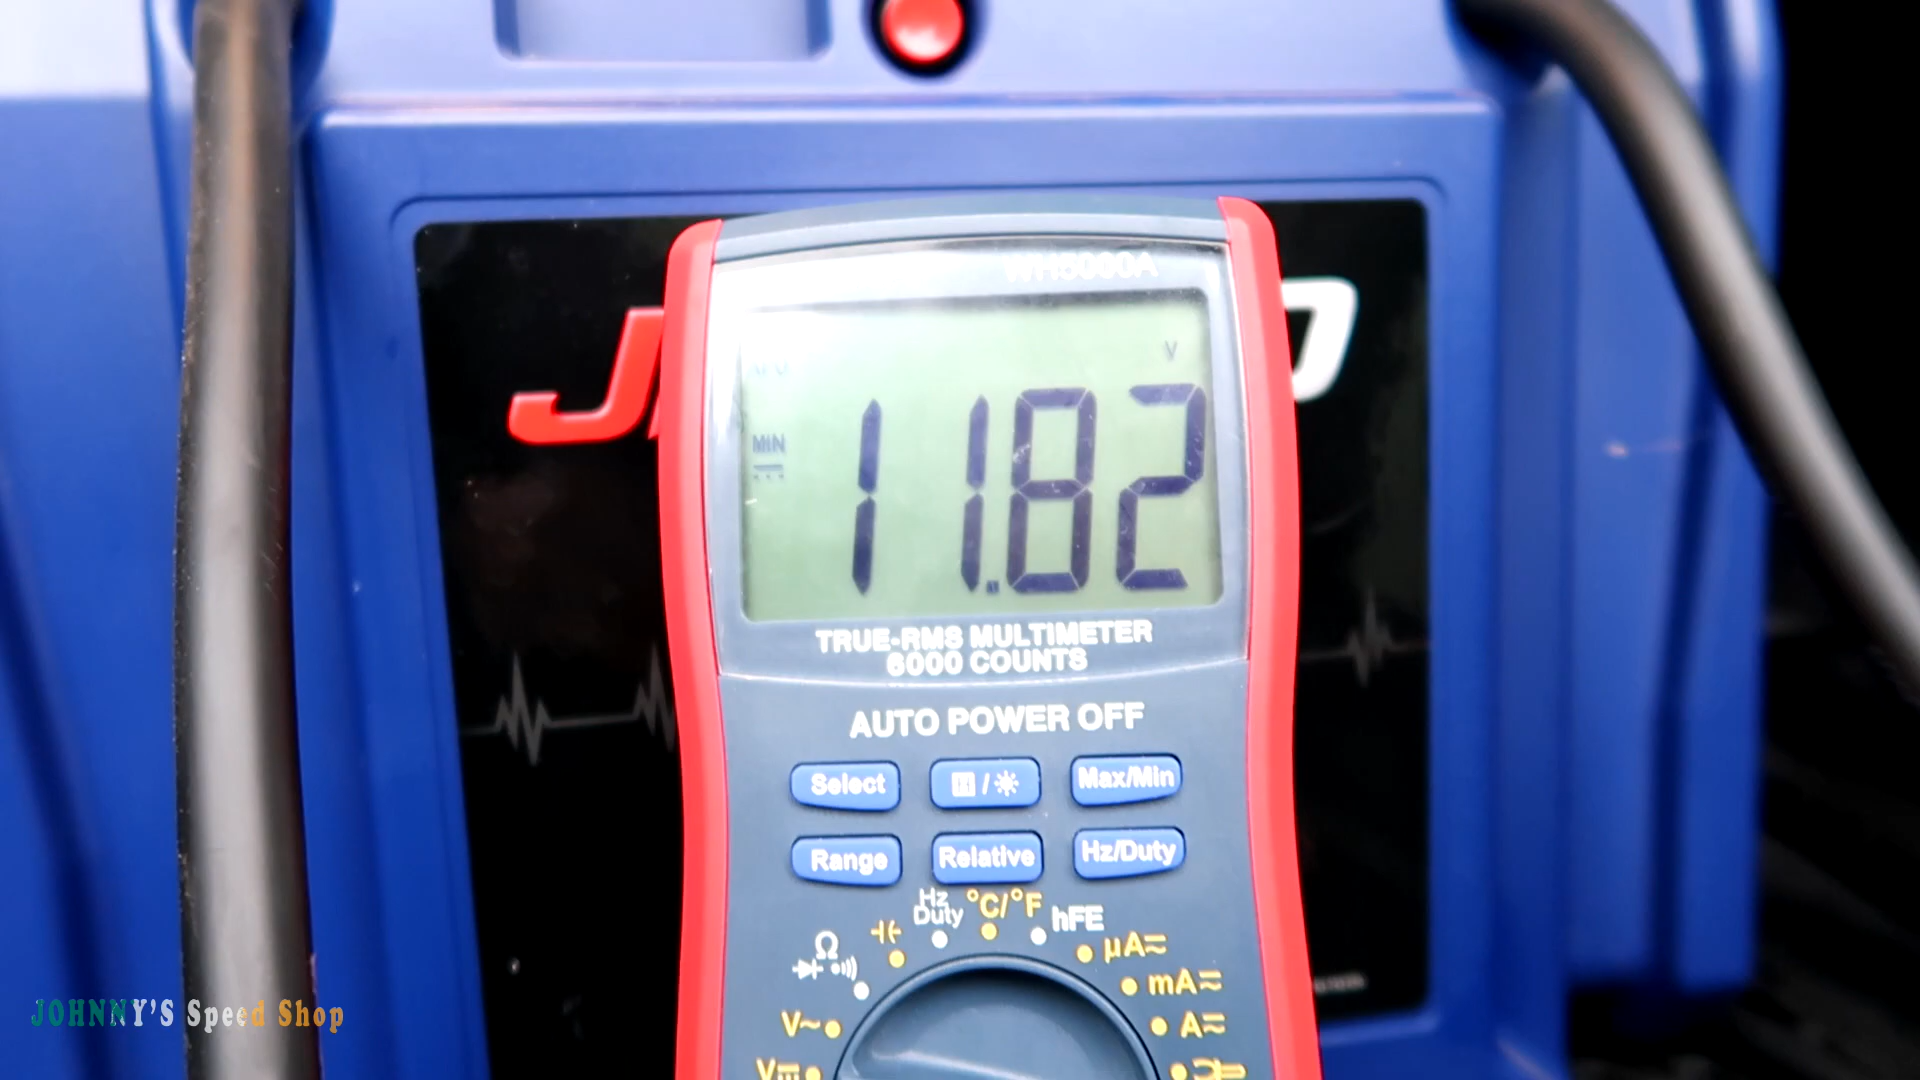 WH5000A
V
MIN
11.82
TRUE-RMS MULTIMETER
6000 COUNTS
AUTO POWER OFF
Select
H / ☀
Max/Min
Range
Relative
Hz/Duty
Hz
Duty
°C/°F
hFE
Ω
µA
mA
A
V~
V
JOHNNY'S Speed Shop